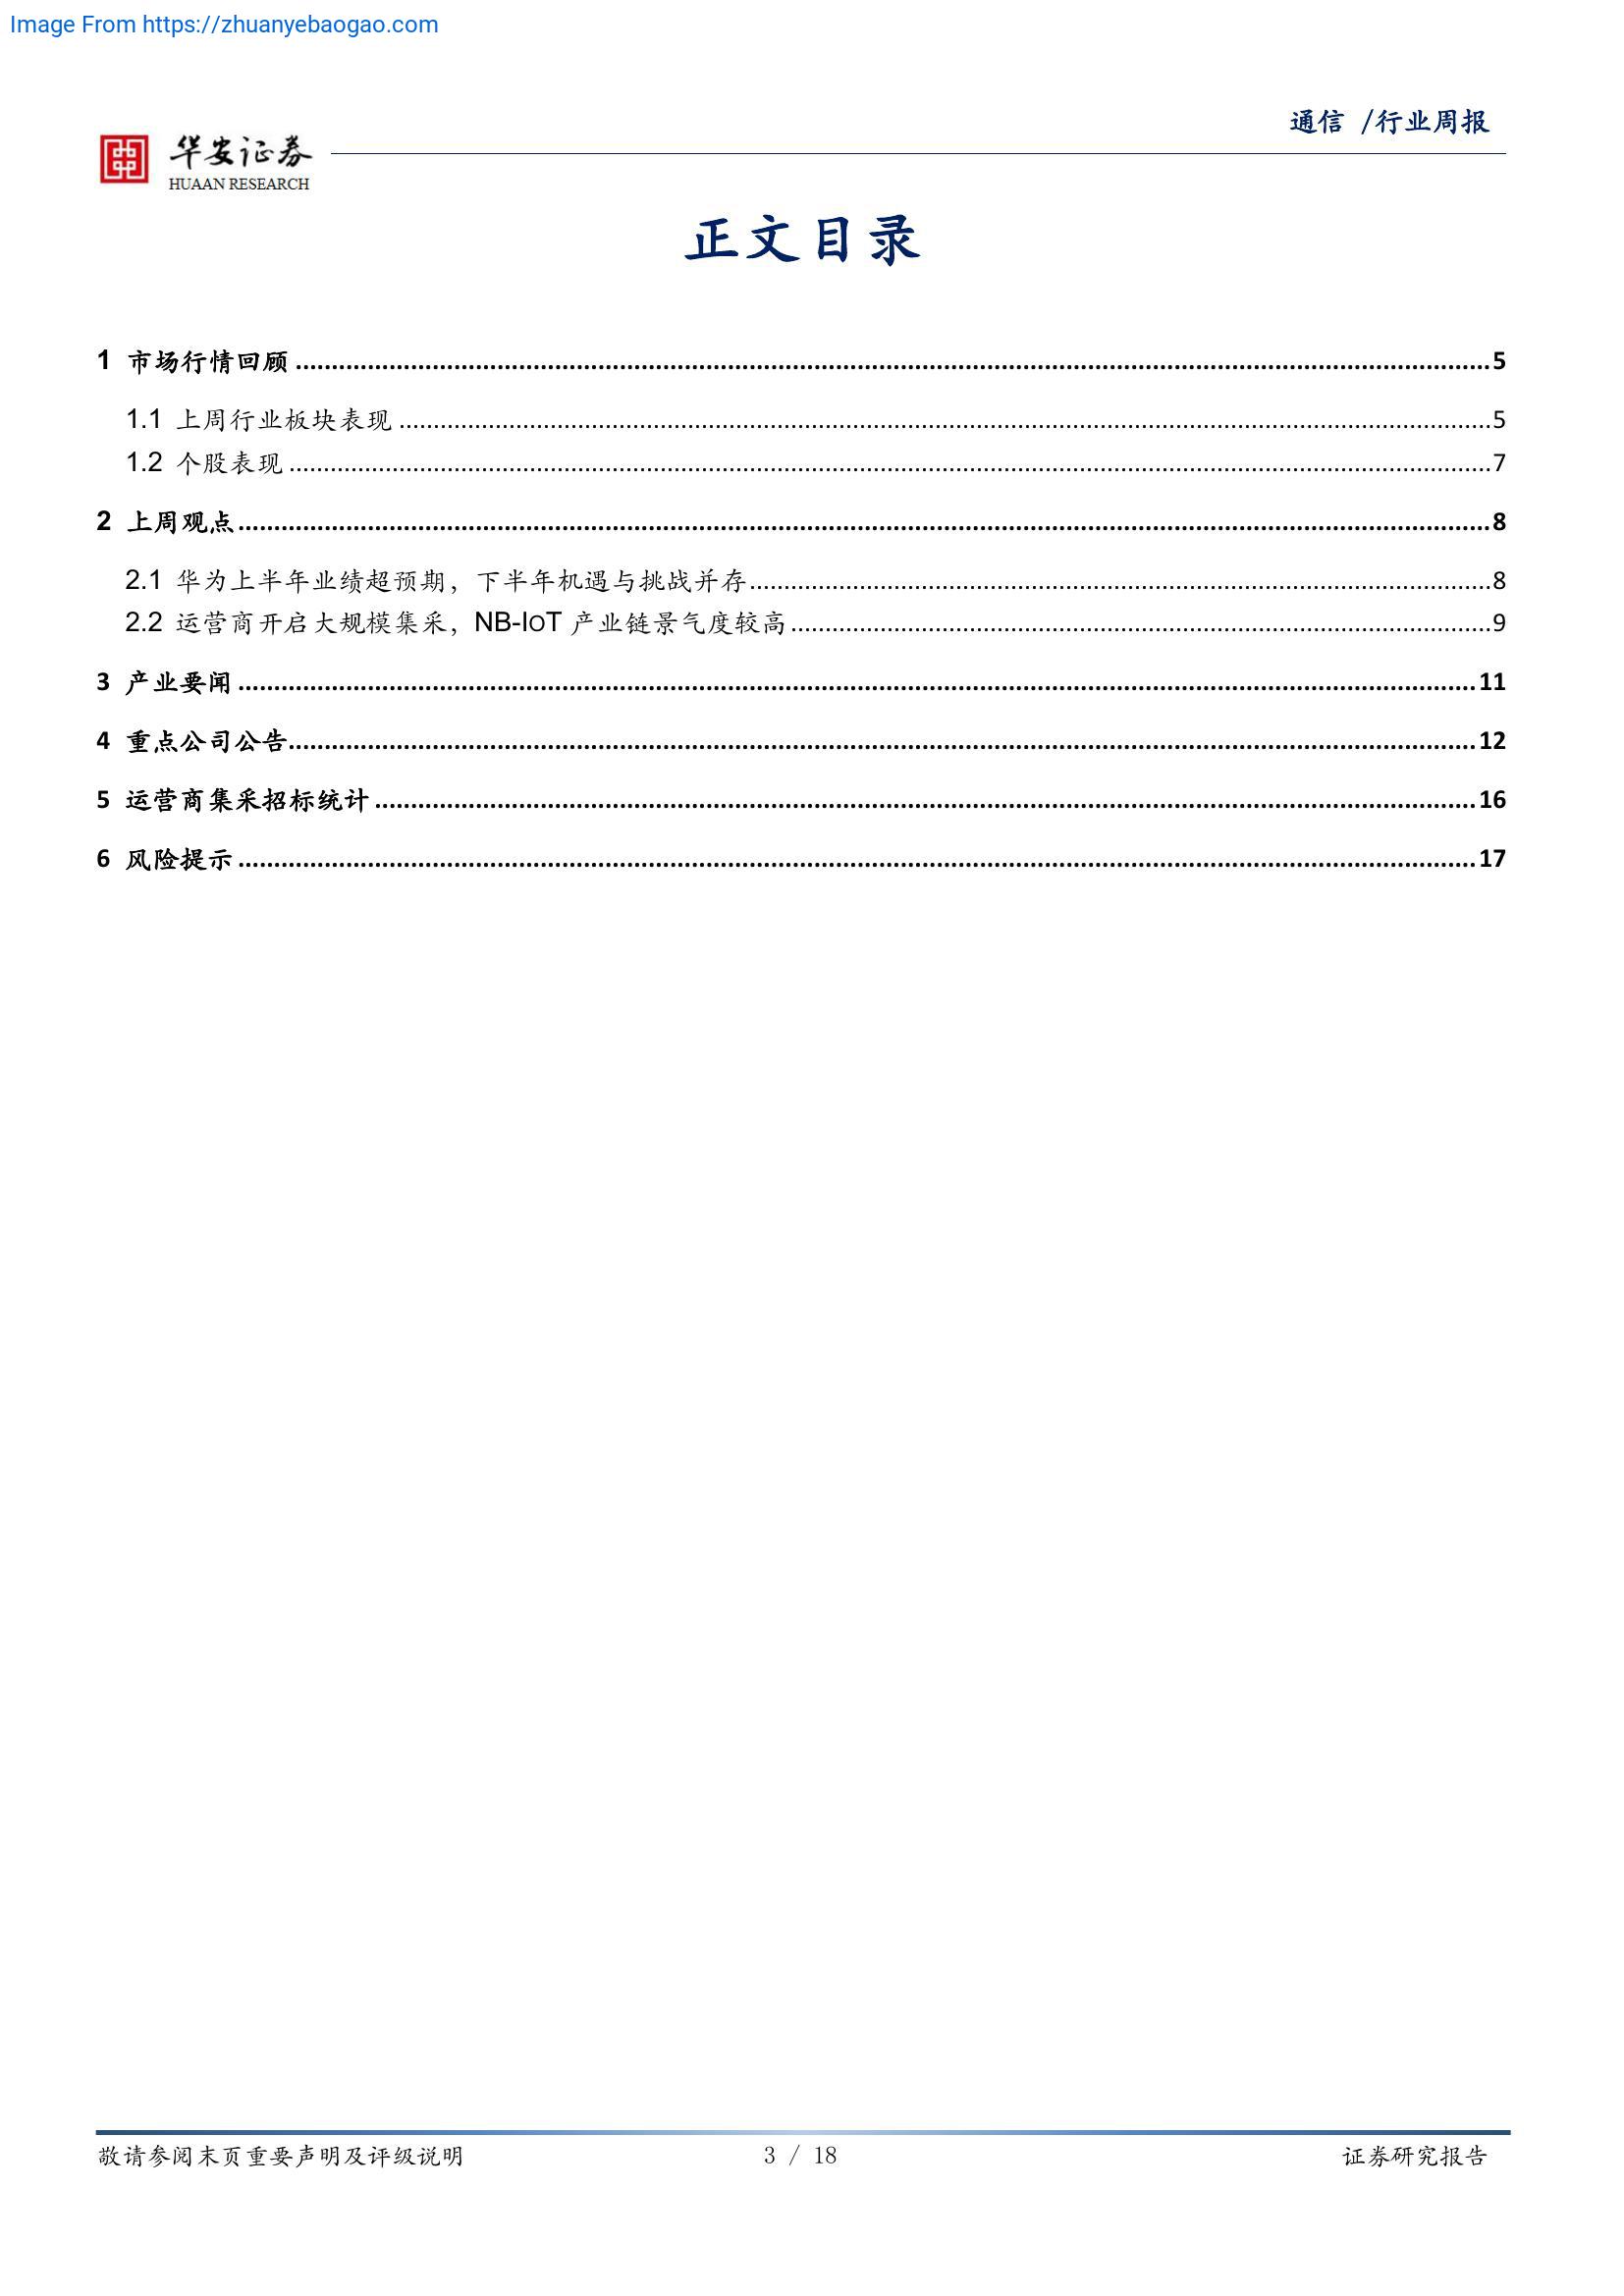 Image From https://zhuanyebaogao.com
通信 /行业周报
华安证券
HUAAN RESEARCH
正文目录
1 市场行情回顾 5
1.1 上周行业板块表现 5
1.2 个股表现 7
2 上周观点 8
2.1 华为上半年业绩超预期，下半年机遇与挑战并存 8
2.2 运营商开启大规模集采，NB-IoT 产业链景气度较高 9
3 产业要闻 11
4 重点公司公告 12
5 运营商集采招标统计 16
6 风险提示 17
敬请参阅末页重要声明及评级说明 3 / 18 证券研究报告